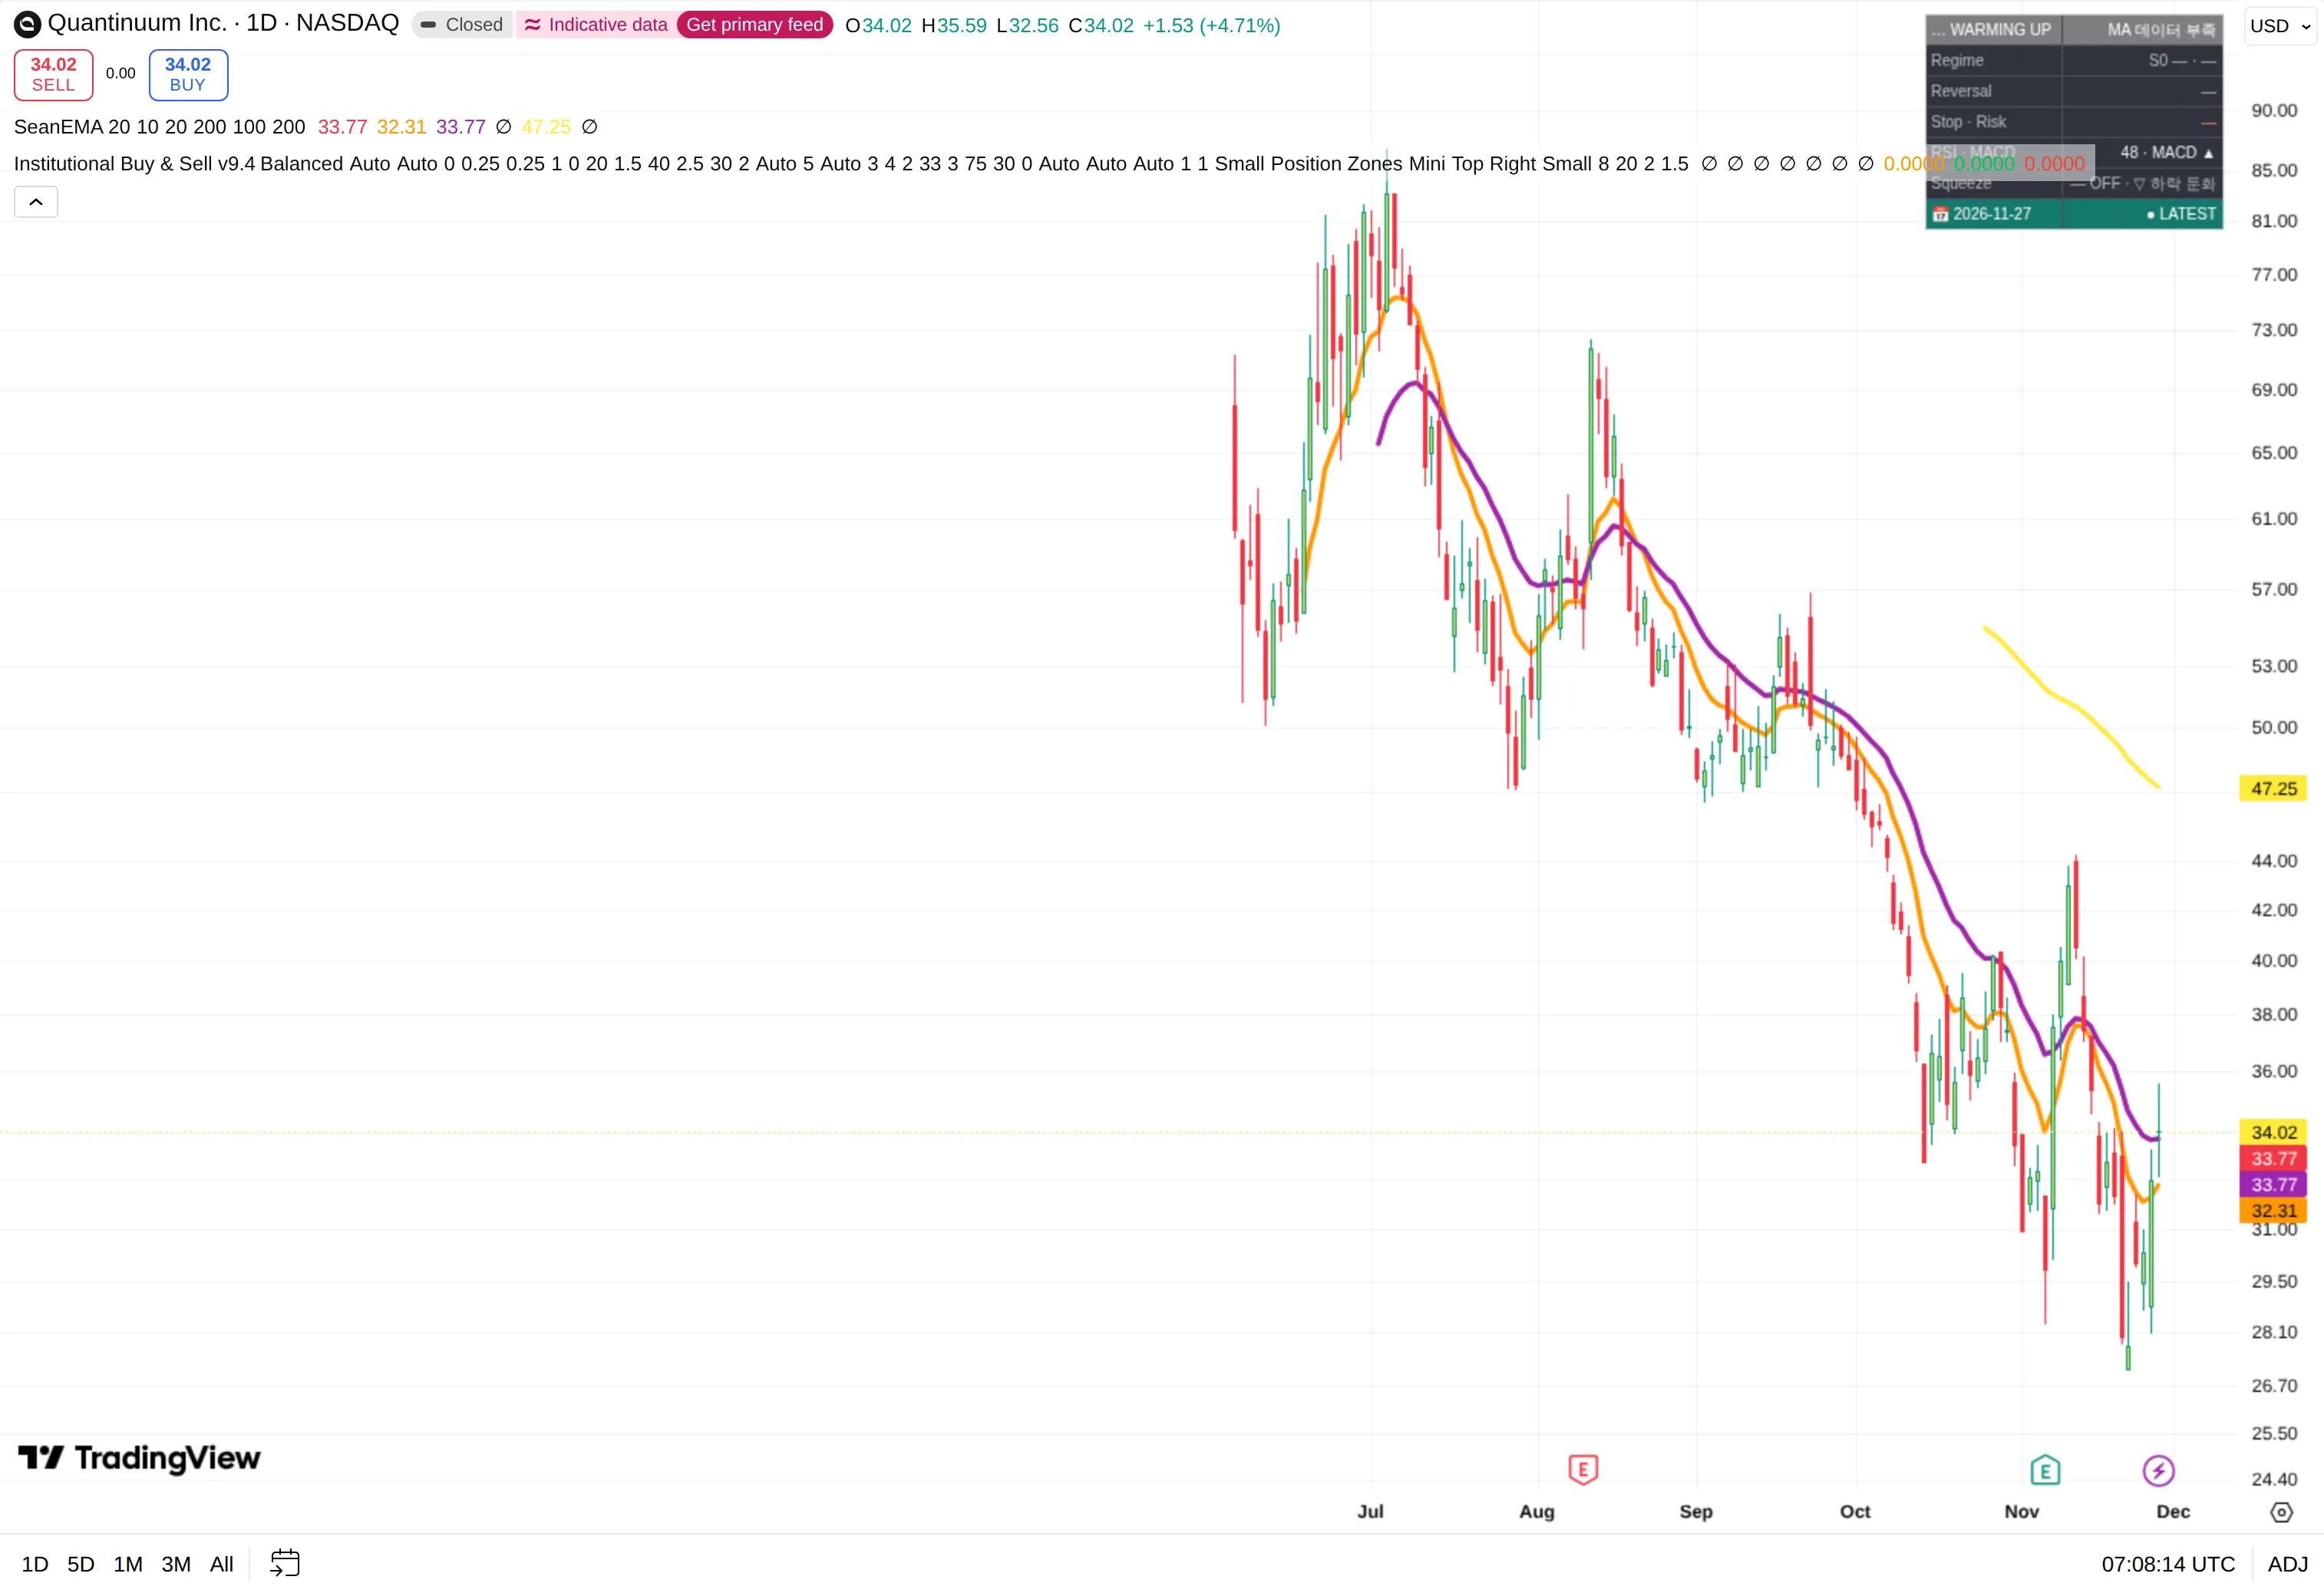 Quantinuum Inc. · 1D · NASDAQ Closed Indicative data Get primary feed O34.02 H35.59 L32.56 C34.02 +1.53 (+4.71%)
34.02 SELL 0.00 34.02 BUY
SeanEMA 20 10 20 200 100 200 33.77 32.31 33.77 ∅ 47.25 ∅
Institutional Buy & Sell v9.4 Balanced Auto Auto 0 0.25 0.25 1 0 20 1.5 40 2.5 30 2 Auto 5 Auto 3 4 2 33 3 75 30 0 Auto Auto Auto 1 1 Small Position Zones Mini Top Right Small 8 20 2 1.5 ∅ ∅ ∅ ∅ ∅ ∅ ∅ 0.0000 0.0000 0.0000
... WARMING UP MA 데이터 부족
Regime S0 — · —
Reversal —
Stop · Risk —
RSI · MACD 48 · MACD ▲
Squeeze — OFF · ▽ 하락 둔화
2026-11-27 ● LATEST
USD
90.00
85.00
81.00
77.00
73.00
69.00
65.00
61.00
57.00
53.00
50.00
47.25
44.00
42.00
40.00
38.00
36.00
34.02
33.77
33.77
32.31
31.00
29.50
28.10
26.70
25.50
24.40
TradingView
E E
Jul Aug Sep Oct Nov Dec
1D 5D 1M 3M All 07:08:14 UTC ADJ